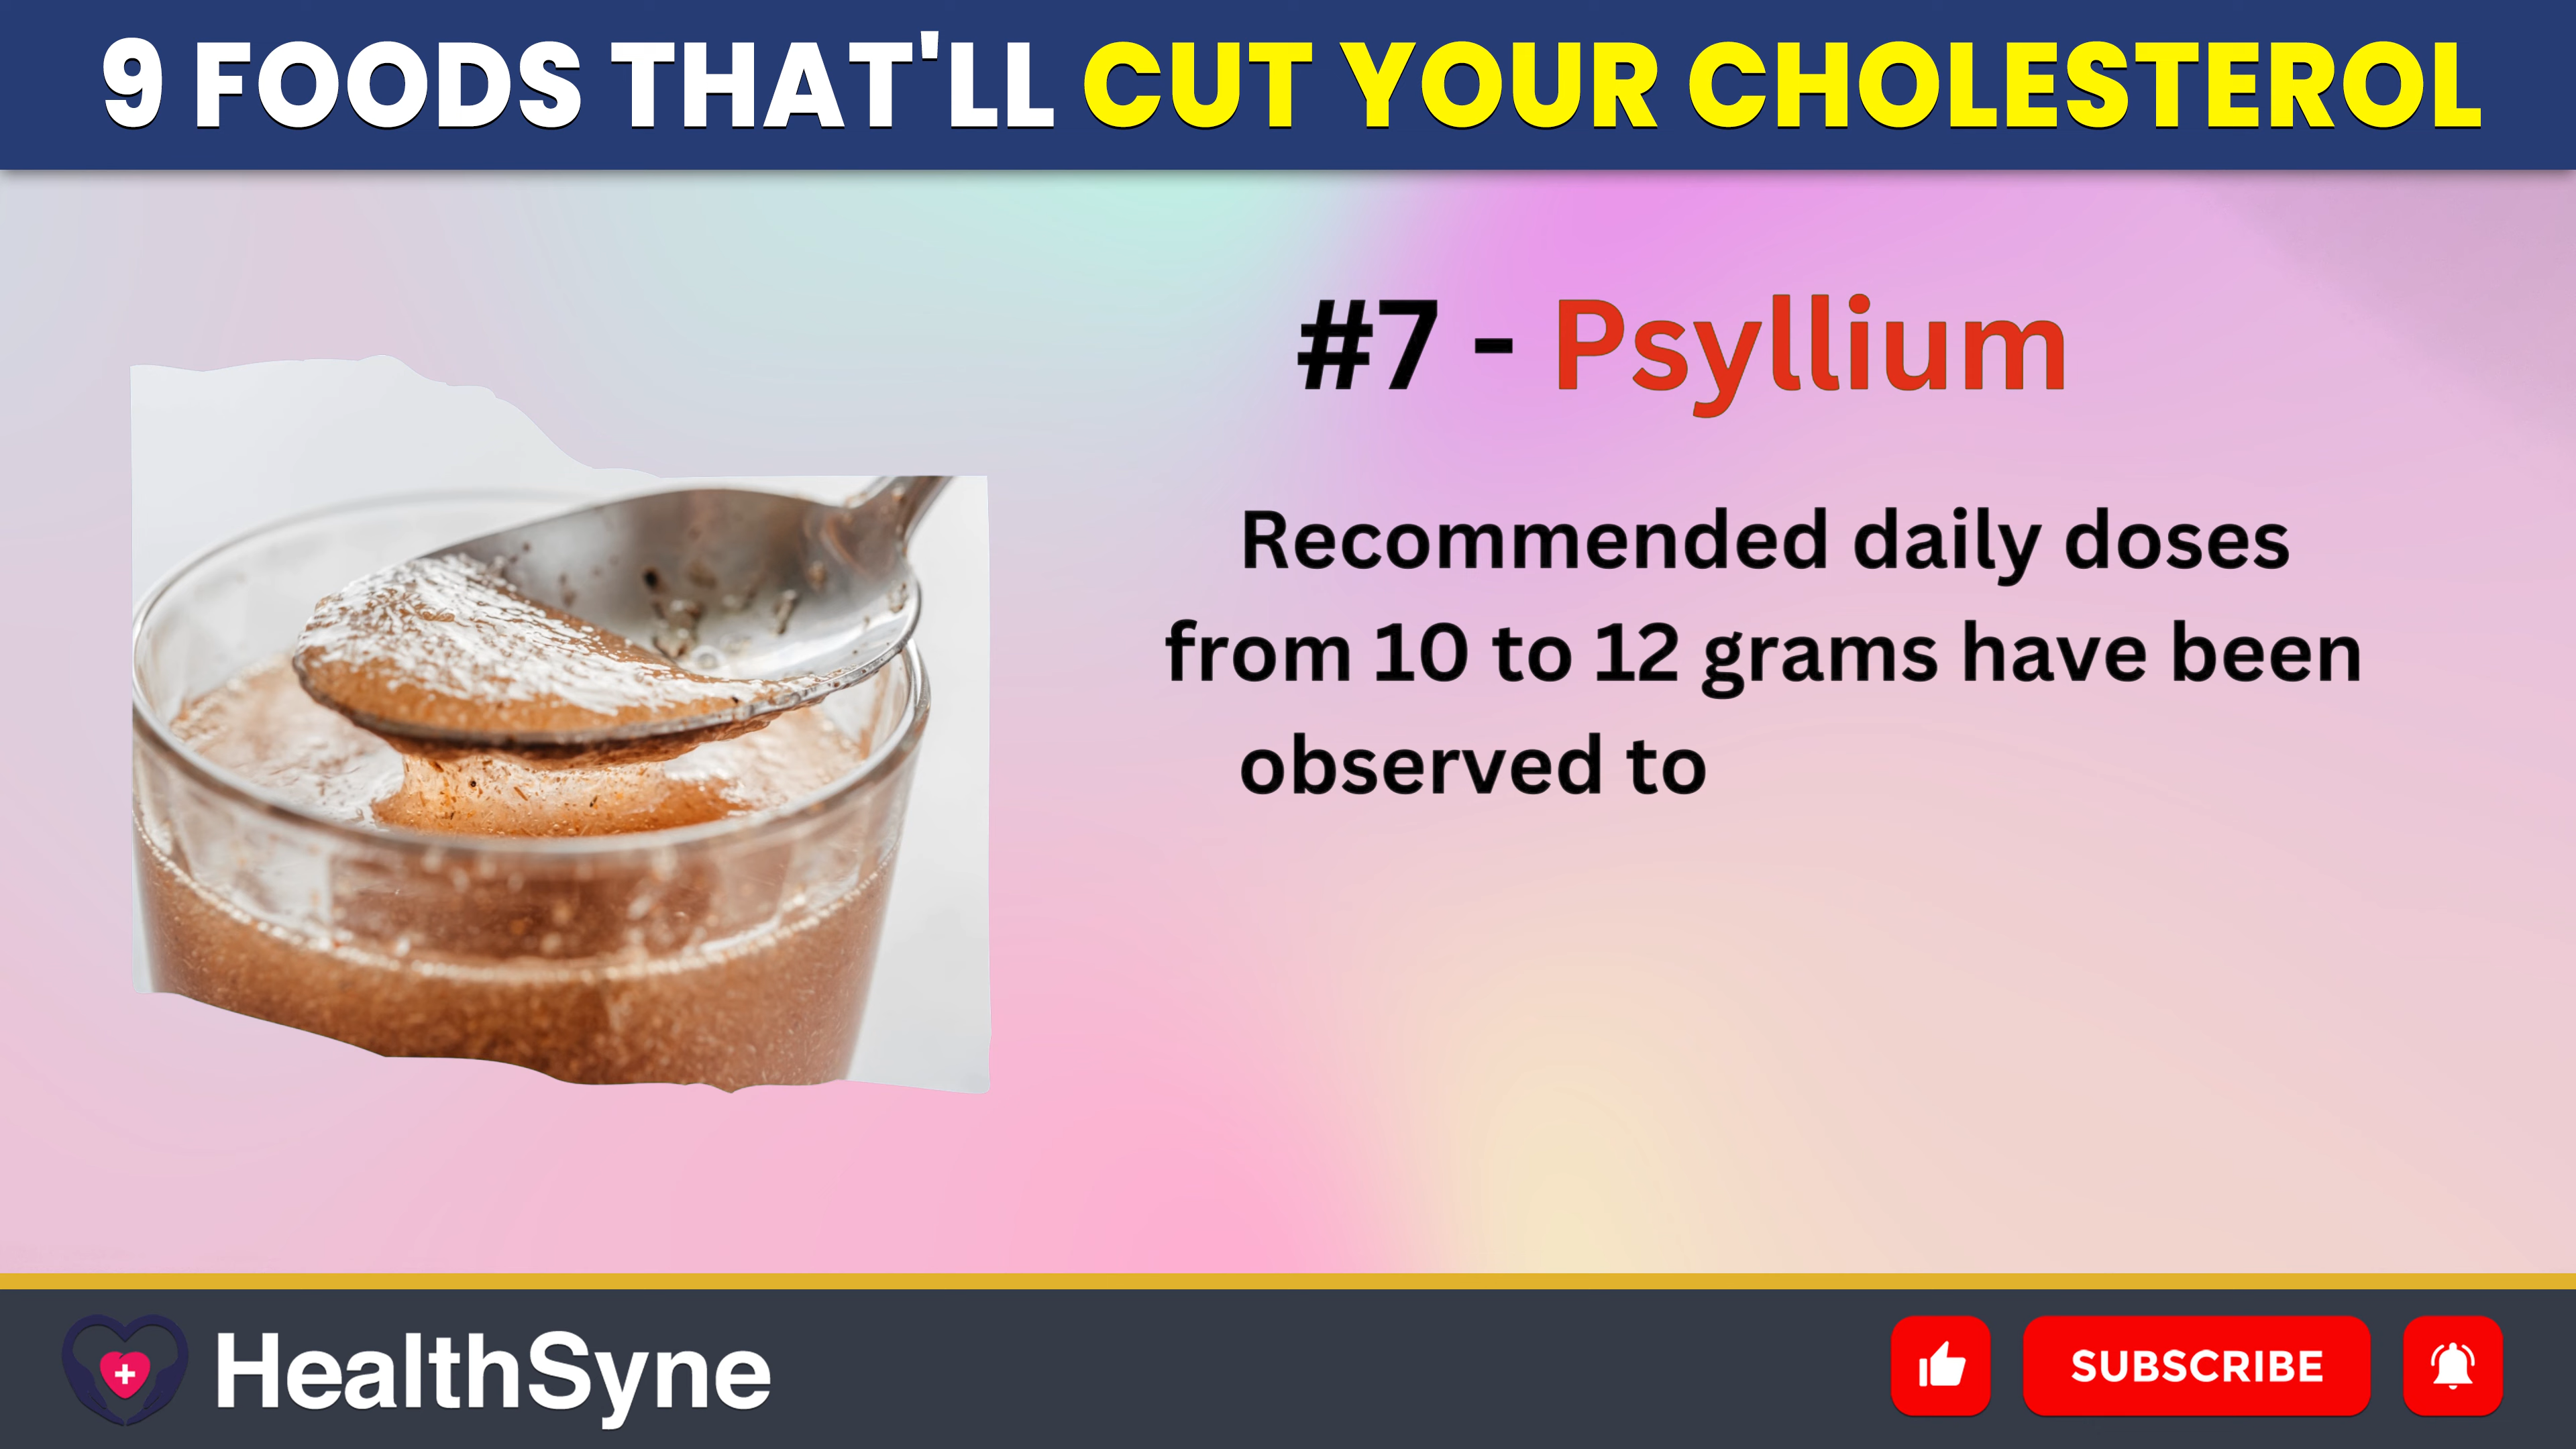 9 FOODS THAT'LL CUT YOUR CHOLESTEROL
#7 - Psyllium
Recommended daily doses
from 10 to 12 grams have been
observed to
HealthSyne
SUBSCRIBE